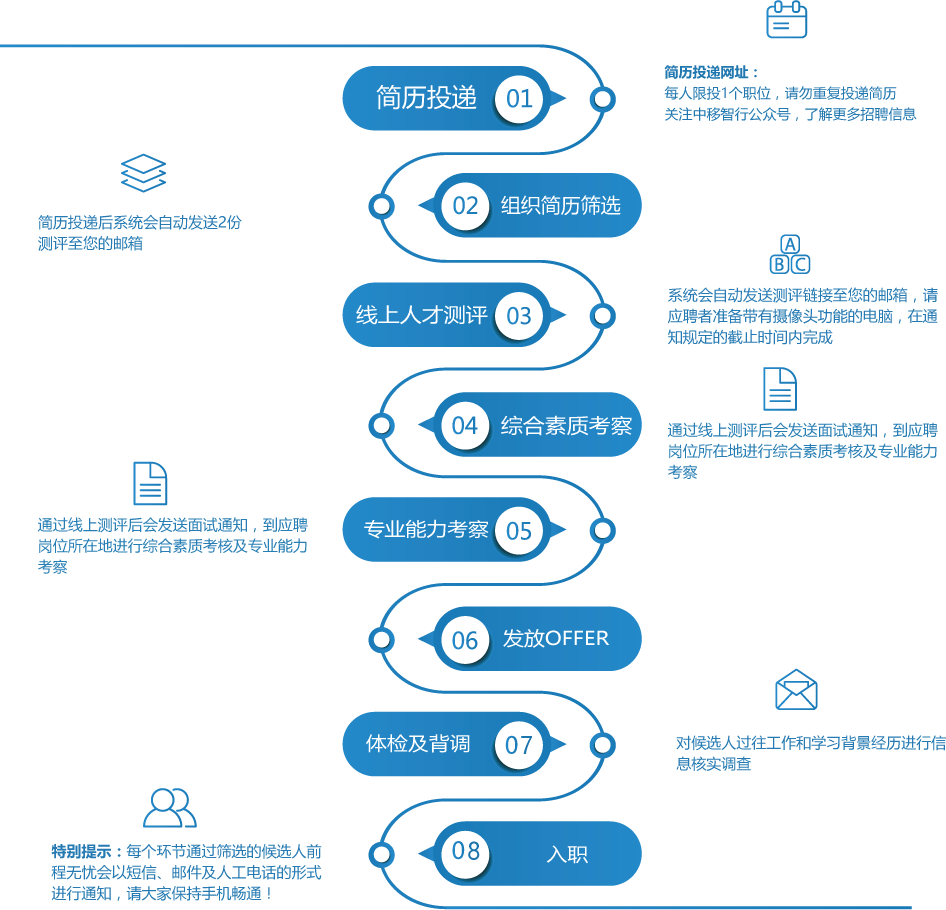 简历投递 01
简历投递网址：
每人限投1个职位，请勿重复投递简历
关注中移智行公众号，了解更多招聘信息
02 组织简历筛选
简历投递后系统会自动发送2份
测评至您的邮箱
A
B C
线上人才测评 03
系统会自动发送测评链接至您的邮箱，请
应聘者准备带有摄像头功能的电脑，在通
知规定的截止时间内完成
04 综合素质考察
通过线上测评后会发送面试通知，到应聘
岗位所在地进行综合素质考核及专业能力
考察
专业能力考察 05
通过线上测评后会发送面试通知，到应聘
岗位所在地进行综合素质考核及专业能力
考察
06 发放OFFER
体检及背调 07
对候选人过往工作和学习背景经历进行信
息核实调查
08 入职
特别提示：每个环节通过筛选的候选人前
程无忧会以短信、邮件及人工电话的形式
进行通知，请大家保持手机畅通！